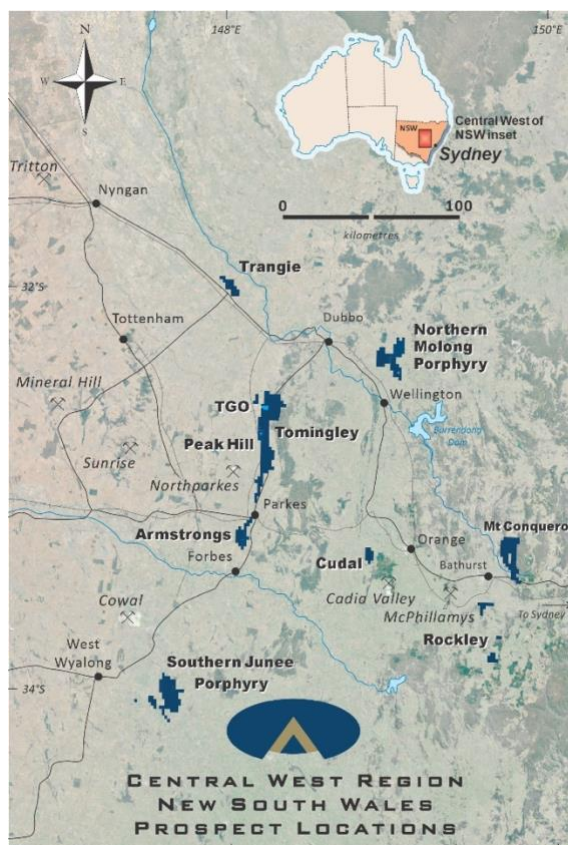 148°E
150°E
N
W
E
S
Central West of
NSW inset
NSW
Sydney
Tritton
Nyngan
0
100
kilometres
Trangie
32°S
Tottenham
Dubbo
Northern
Molong
Porphyry
Mineral Hill
Wellington
TGO
Tomingley
Burrendong
Dam
Peak Hill
Sunrise
Northparkes
Parkes
Armstrongs
Mt Conqueror
Orange
Forbes
Cudal
Bathurst
Cadia Valley
McPhillamys
Cowal
To Sydney
Rockley
West
Wyalong
Southern Junee
Porphyry
34°S
CENTRAL WEST REGION
NEW SOUTH WALES
PROSPECT LOCATIONS